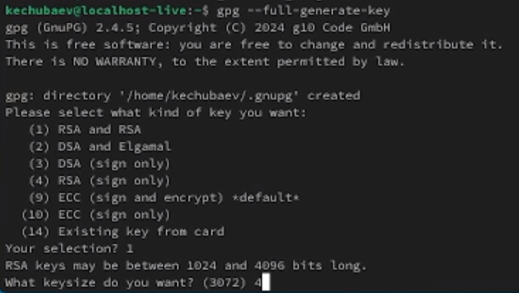 kechubaev@localhost-live:~$ gpg --full-generate-key
gpg (GnuPG) 2.4.5; Copyright (C) 2024 g10 Code GmbH
This is free software: you are free to change and redistribute it.
There is NO WARRANTY, to the extent permitted by law.
gpg: directory '/home/kechubaev/.gnupg' created
Please select what kind of key you want:
(1) RSA and RSA
(2) DSA and Elgamal
(3) DSA (sign only)
(4) RSA (sign only)
(9) ECC (sign and encrypt) *default*
(10) ECC (sign only)
(14) Existing key from card
Your selection? 1
RSA keys may be between 1024 and 4096 bits long.
What keysize do you want? (3072) 4